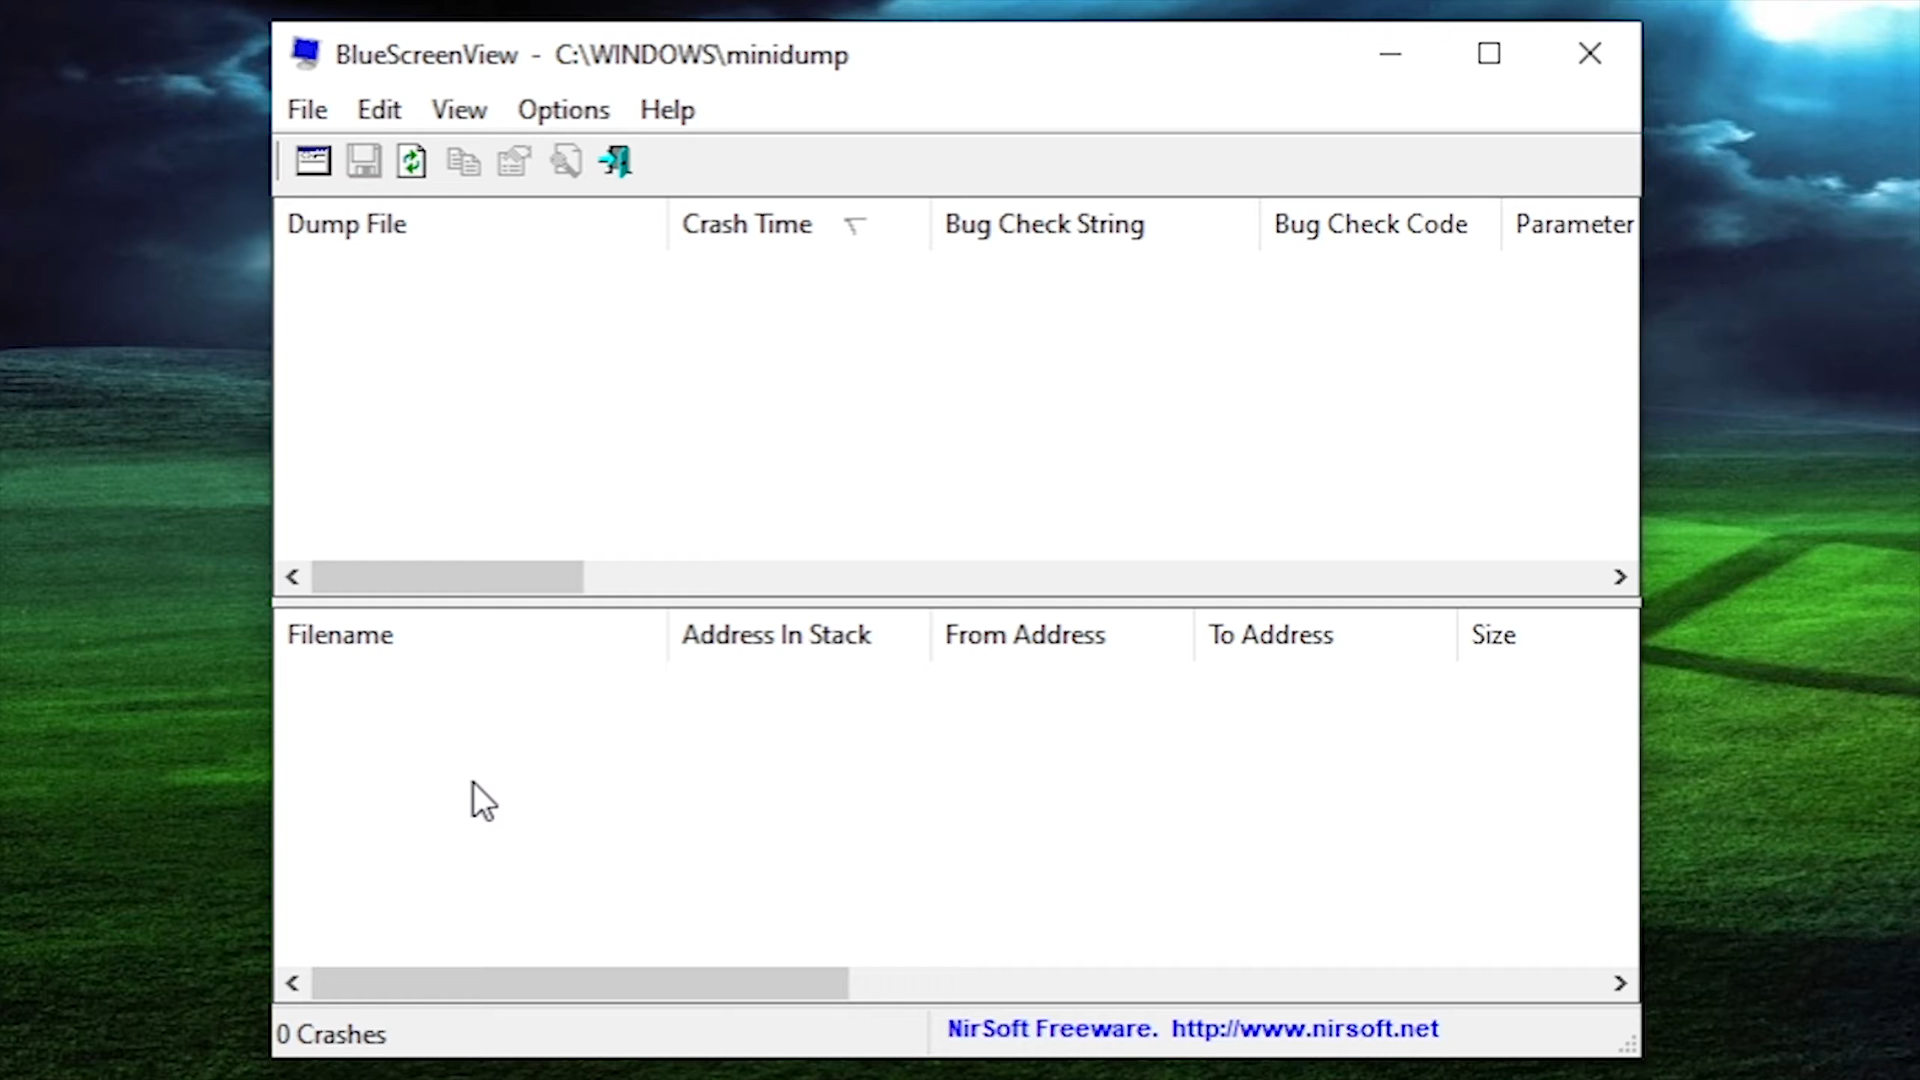 BlueScreenView - C:\WINDOWS\minidump
File Edit View Options Help
Dump File Crash Time Bug Check String Bug Check Code Parameter
Filename Address In Stack From Address To Address Size
0 Crashes NirSoft Freeware. http://www.nirsoft.net